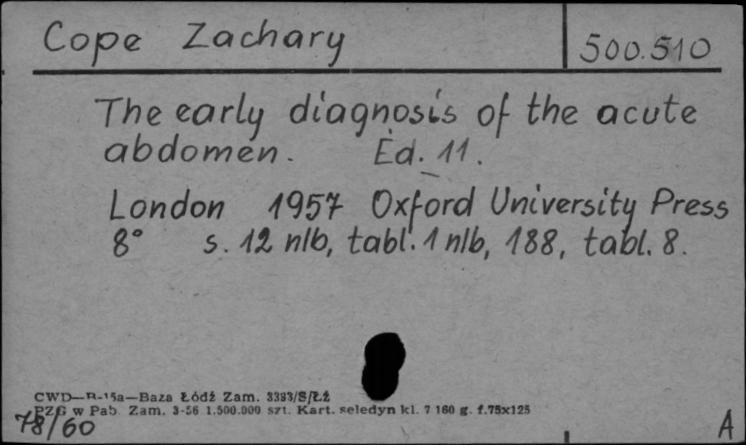 Cope Zachary 500.510
The early diagnosis of the acute
abdomen. Ed. 11.
London 1957 Oxford University Press
8° s. 12 nlb, tabl. 1 nlb, 188, tabl. 8.
CWD—B-15a—Baza Łódź Zam. 3393/S/Łź
PZG w Pab. Zam. 3-56 1.500.000 szt. Kart. seledyn kl. 7 160 g. f.75x125
78/60 A